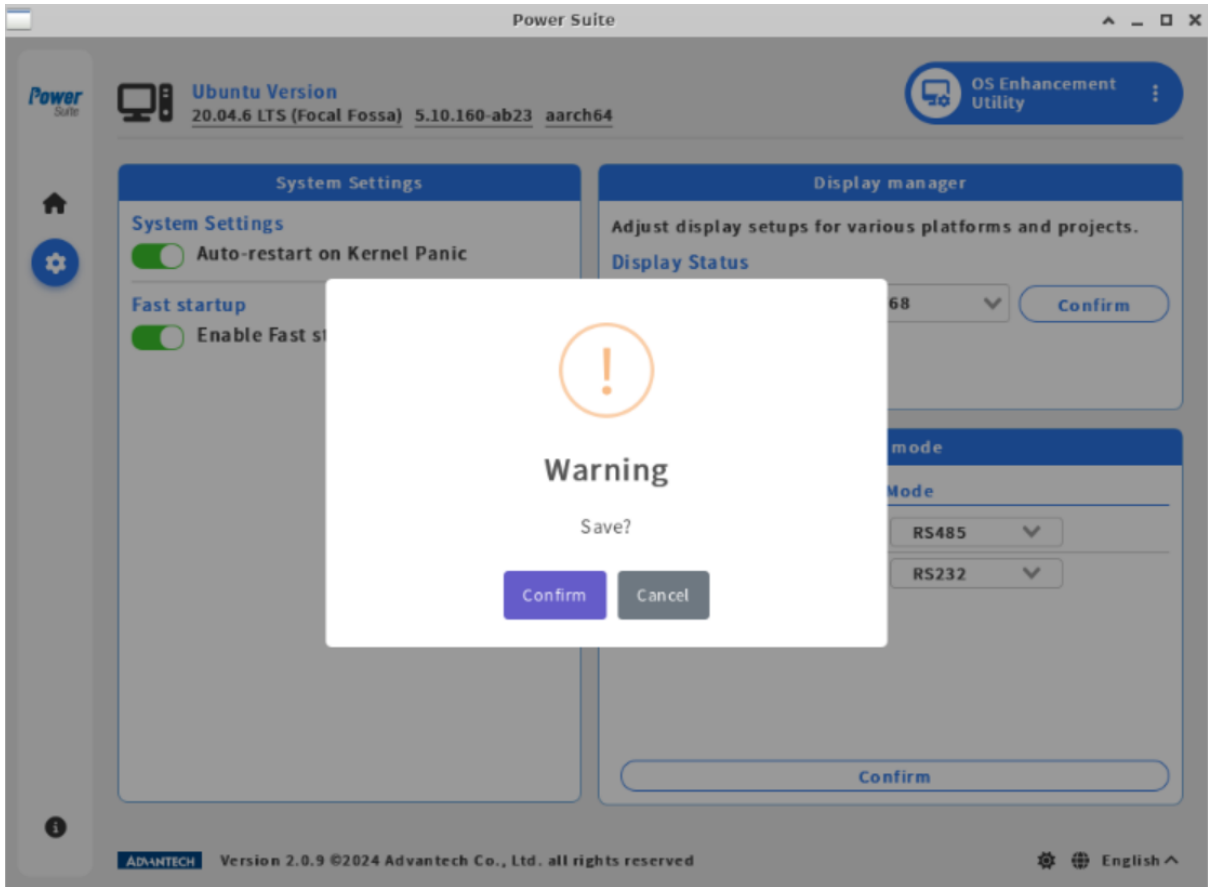 Power Suite
Power
Suite
Ubuntu Version
20.04.6 LTS (Focal Fossa) 5.10.160-ab23 aarch64
OS Enhancement
Utility
System Settings
System Settings
Auto-restart on Kernel Panic
Fast startup
Enable Fast
Display manager
Adjust display setups for various platforms and projects.
Display Status
68
Confirm
mode
Mode
RS485
RS232
Confirm
!
Warning
Save?
Confirm
Cancel
ADVANTECH Version 2.0.9 ©2024 Advantech Co., Ltd. all rights reserved
English